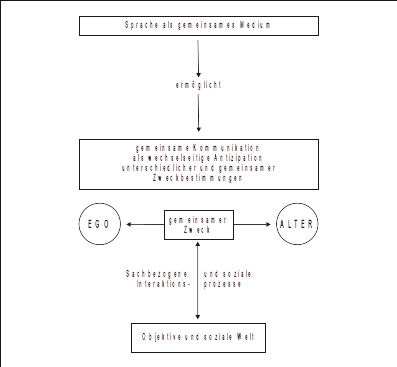 Sprache als gemeinsames Medium
ermöglicht
gemeinsame Kommunikation
als wechselseitige Antizipation
unterschiedlicher und gemeinsamer
Zweckbestimmungen
EGO
gemeinsamer
Zweck
ALTER
Sachbezogene und soziale
Interaktions- prozesse
Objektive und soziale Welt